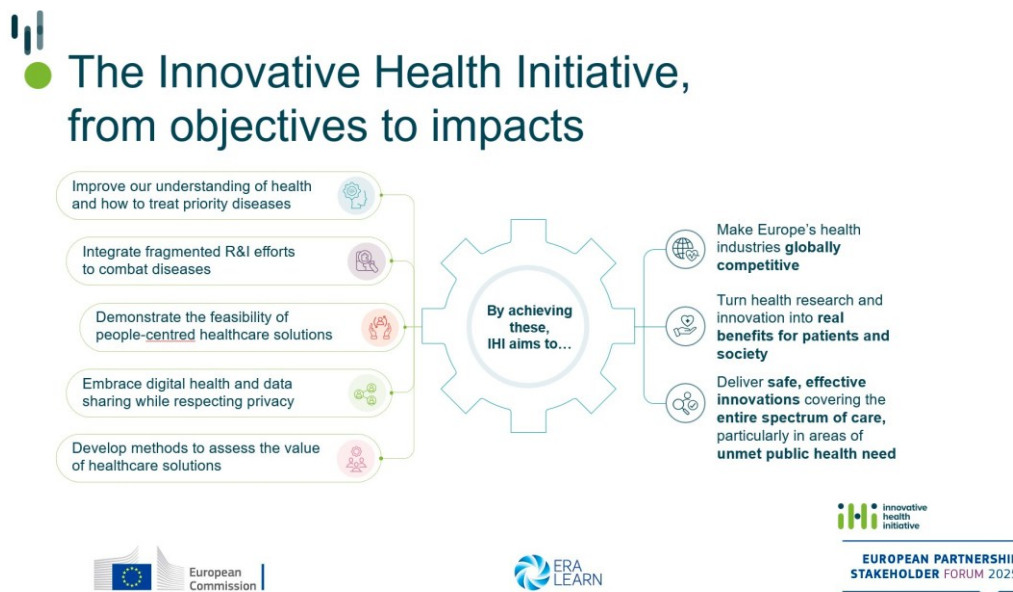 The Innovative Health Initiative,
from objectives to impacts
Improve our understanding of health
and how to treat priority diseases
Integrate fragmented R&I efforts
to combat diseases
Demonstrate the feasibility of
people-centred healthcare solutions
Embrace digital health and data
sharing while respecting privacy
Develop methods to assess the value
of healthcare solutions
By achieving
these,
IHI aims to...
Make Europe's health
industries globally
competitive
Turn health research and
innovation into real
benefits for patients and
society
Deliver safe, effective
innovations covering the
entire spectrum of care,
particularly in areas of
unmet public health need
iHi innovative
health
initiative
European
Commission
ERA
LEARN
EUROPEAN PARTNERSHIP
STAKEHOLDER FORUM 2025